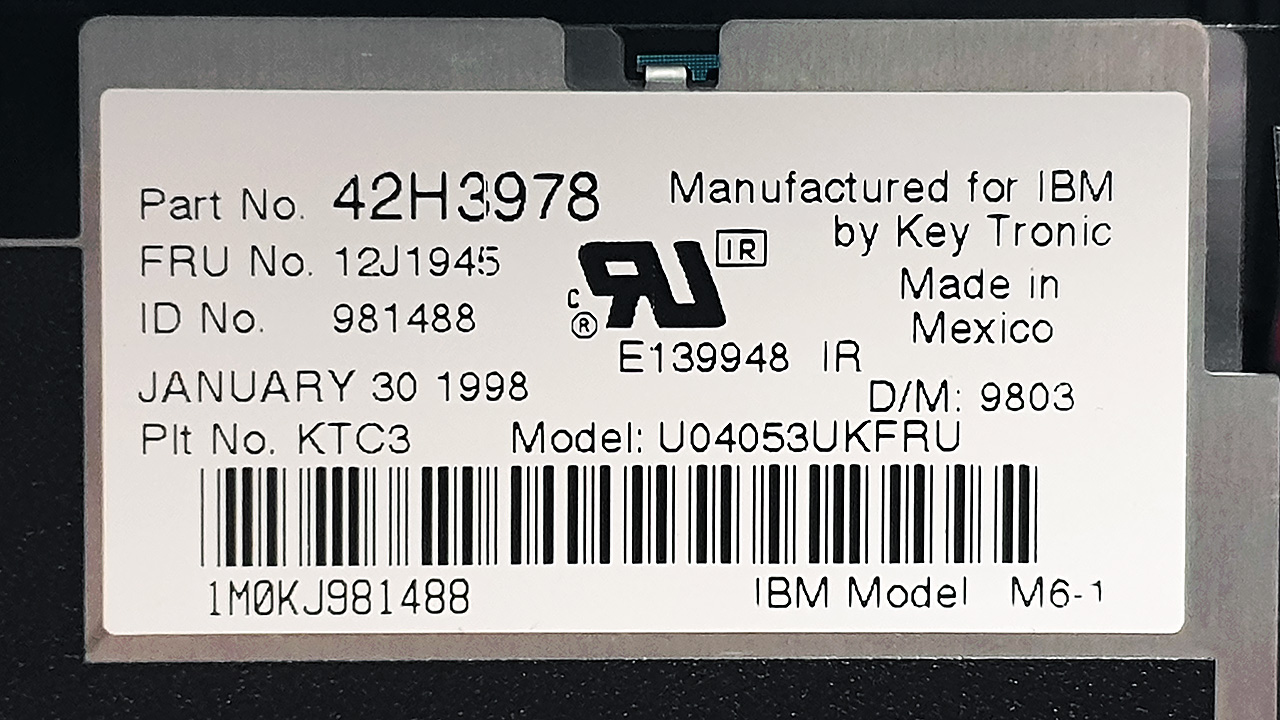 Part No. 42H3978
Manufactured for IBM
by Key Tronic
FRU No. 12J1945
IR
Made in
ID No. 981488
C
®
Mexico
E139948 IR
JANUARY 30 1998
D/M: 9803
Plt No. KTC3 Model: U04053UKFRU
1M0KJ981488
IBM Model M6-1